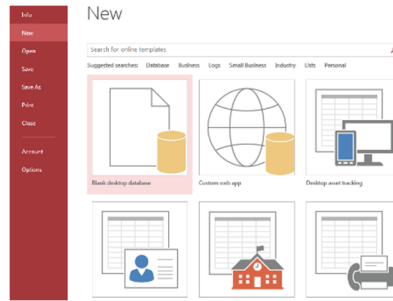 Info
New
New
Open
Search for online templates
Save
Suggested searches: Database Business Logs Small Business Industry Lists Personal
Save As
Print
Close
Account
Options
Blank desktop database
Custom web app
Desktop asset tracking